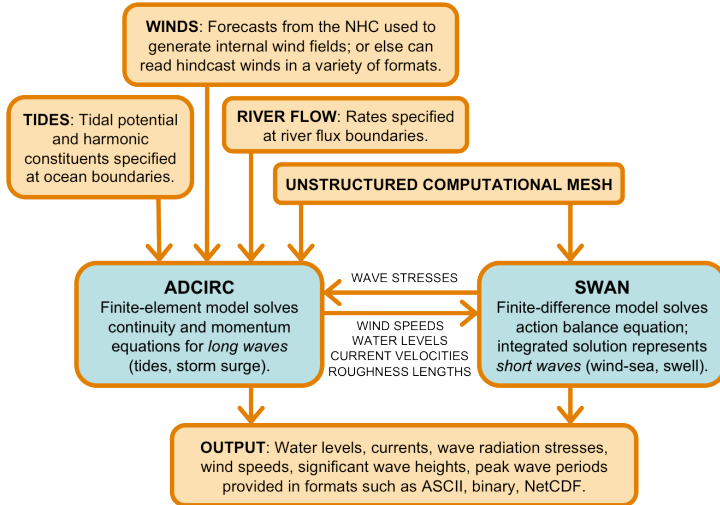 WINDS: Forecasts from the NHC used to
generate internal wind fields; or else can
read hindcast winds in a variety of formats.
TIDES: Tidal potential
and harmonic
constituents specified
at ocean boundaries.
RIVER FLOW: Rates specified
at river flux boundaries.
UNSTRUCTURED COMPUTATIONAL MESH
ADCIRC
Finite-element model solves
continuity and momentum
equations for long waves
(tides, storm surge).
WAVE STRESSES
WIND SPEEDS
WATER LEVELS
CURRENT VELOCITIES
ROUGHNESS LENGTHS
SWAN
Finite-difference model solves
action balance equation;
integrated solution represents
short waves (wind-sea, swell).
OUTPUT: Water levels, currents, wave radiation stresses,
wind speeds, significant wave heights, peak wave periods
provided in formats such as ASCII, binary, NetCDF.